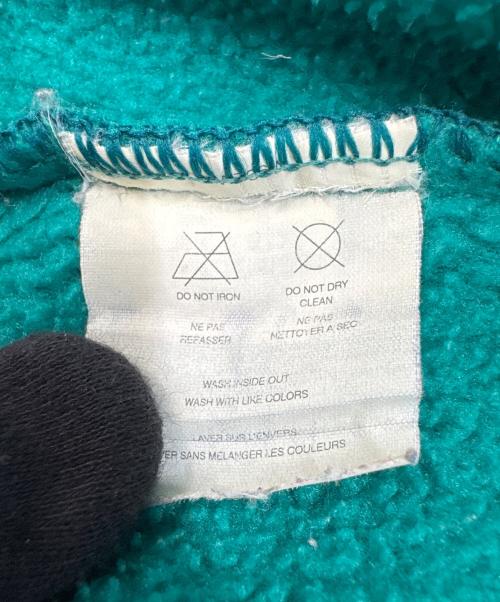 DO NOT IRON
DO NOT DRY
CLEAN
NE PAS
REPASSER
NE PAS
NETTOYER A SEC
WASH INSIDE OUT
WASH WITH LIKE COLORS
LAVER SUR L'ENVERS
VER SANS MELANGER LES COULEURS